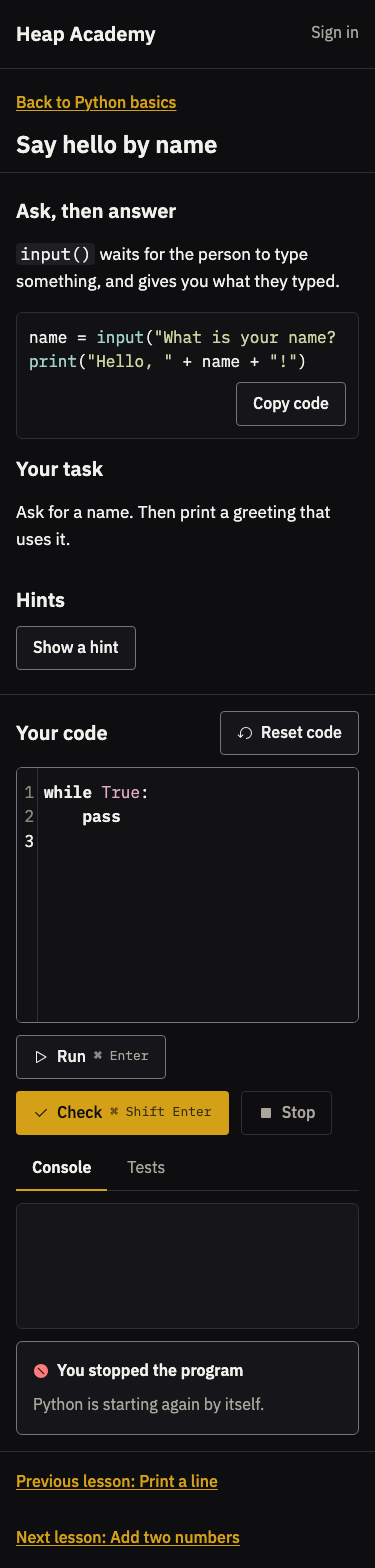 Heap Academy
Sign in
Back to Python basics
Say hello by name
Ask, then answer
input() waits for the person to type
something, and gives you what they typed.
name = input("What is your name?
print("Hello, " + name + "!")
Copy code
Your task
Ask for a name. Then print a greeting that
uses it.
Hints
Show a hint
Your code
Reset code
1 while True:
2     pass
3
Run ⌘ Enter
Check ⌘ Shift Enter
Stop
Console
Tests
You stopped the program
Python is starting again by itself.
Previous lesson: Print a line
Next lesson: Add two numbers